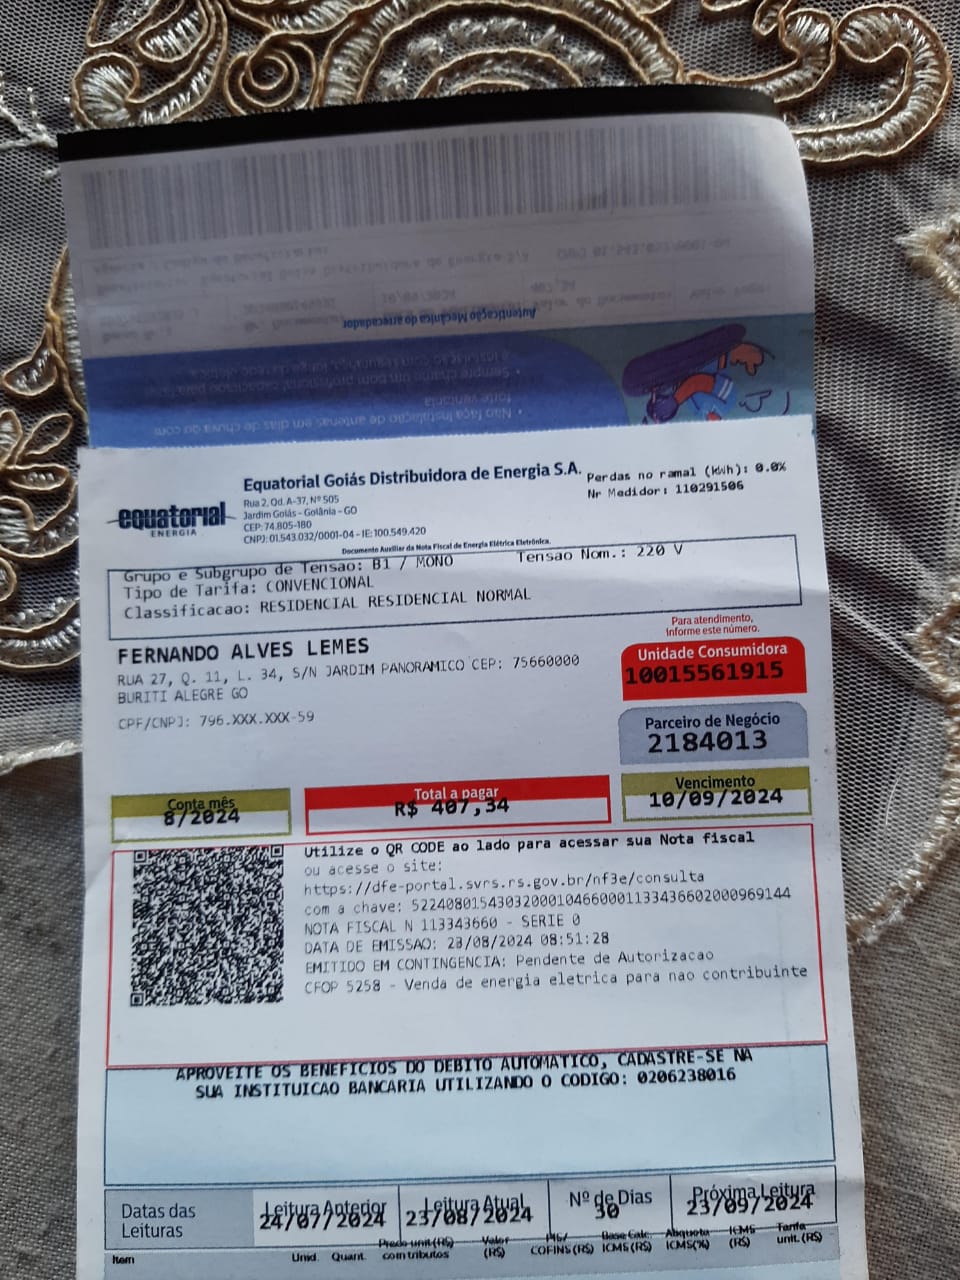 Autenticação Mecânica do arrecadador
• Sempre chame um bom profissional capacitado para fazer
a instalação com segurança, longe da rede elétrica.
• Não faça instalação de antenas em dias de chuva ou com
forte ventania
equatorial
ENERGIA
Equatorial Goiás Distribuidora de Energia S.A.
Rua 2, Qd. A-37, Nº 505
Jardim Goiás - Goiânia - GO
CEP: 74.805-180
CNPJ: 01.543.032/0001-04 - IE: 100.549.420
Perdas no ramal (kWh): 0.0%
Nr Medidor: 110291506
Documento Auxiliar da Nota Fiscal de Energia Elétrica Eletrônica.
Grupo e Subgrupo de Tensao: B1 / MONO Tensao Nom.: 220 V
Tipo de Tarifa: CONVENCIONAL
Classificacao: RESIDENCIAL RESIDENCIAL NORMAL
FERNANDO ALVES LEMES
RUA 27, Q. 11, L. 34, S/N JARDIM PANORAMICO CEP: 75660000
BURITI ALEGRE GO
CPF/CNPJ: 796.XXX.XXX-59
Para atendimento,
informe este número.
Unidade Consumidora
10015561915
Parceiro de Negócio
2184013
Conta mês
8/2024
Total a pagar
R$ 407,34
Vencimento
10/09/2024
Utilize o QR CODE ao lado para acessar sua Nota fiscal
ou acesse o site:
https://dfe-portal.svrs.rs.gov.br/nf3e/consulta
com a chave: 52240801543032000104660001133436602000969144
NOTA FISCAL N 113343660 - SERIE 0
DATA DE EMISSAO: 23/08/2024 08:51:28
EMITIDO EM CONTINGENCIA: Pendente de Autorizacao
CFOP 5258 - Venda de energia eletrica para nao contribuinte
APROVEITE OS BENEFICIOS DO DEBITO AUTOMATICO, CADASTRE-SE NA
SUA INSTITUICAO BANCARIA UTILIZANDO O CODIGO: 0206238016
Datas das Leituras
Leitura Anterior
24/07/2024
Leitura Atual
23/08/2024
Nº de Dias
30
Próxima Leitura
23/09/2024
Item Unid. Quant. Preço unit.(R$) com tributos Valor (R$) PIS/ COFINS(R$) Base Calc. ICMS(R$) Alíquota ICMS(%) ICMS (R$) Tarifa unit.(R$)